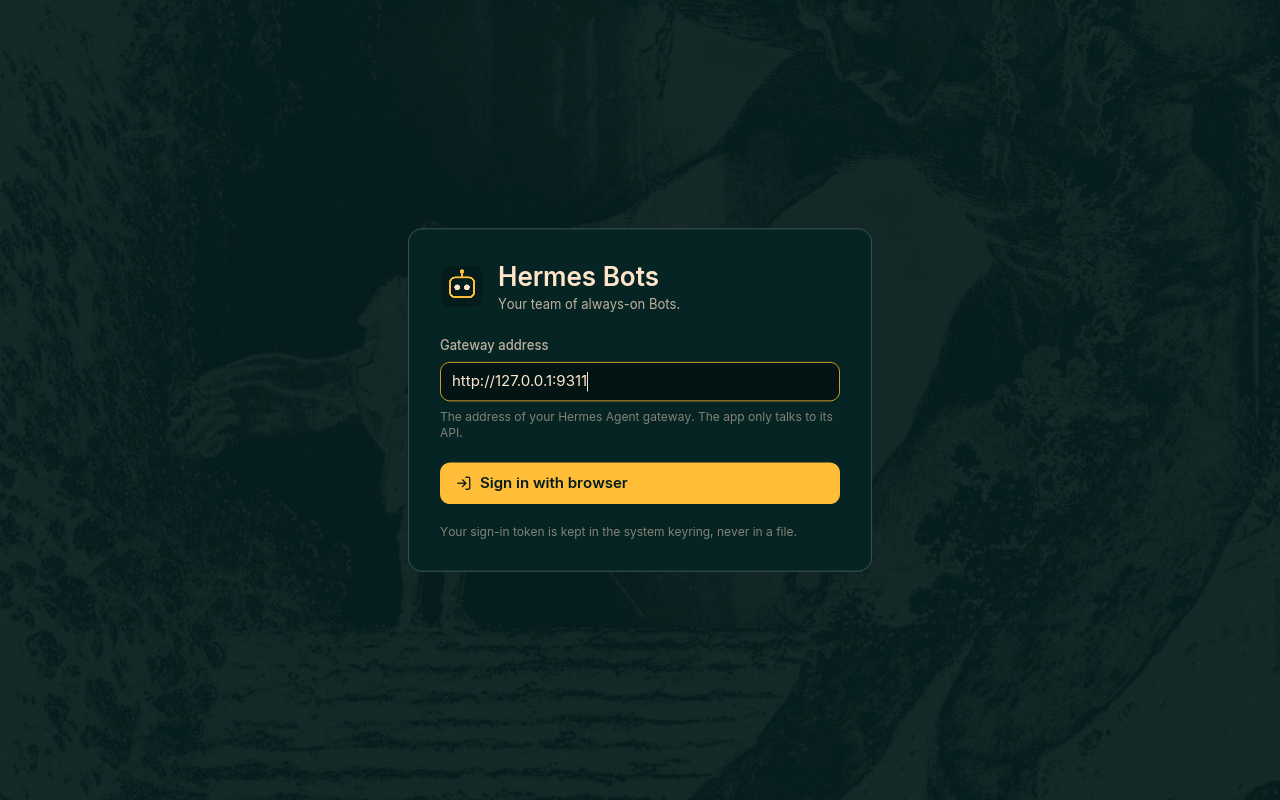 Hermes Bots
Your team of always-on Bots.
Gateway address
http://127.0.0.1:9311
The address of your Hermes Agent gateway. The app only talks to its
API.
Sign in with browser
Your sign-in token is kept in the system keyring, never in a file.